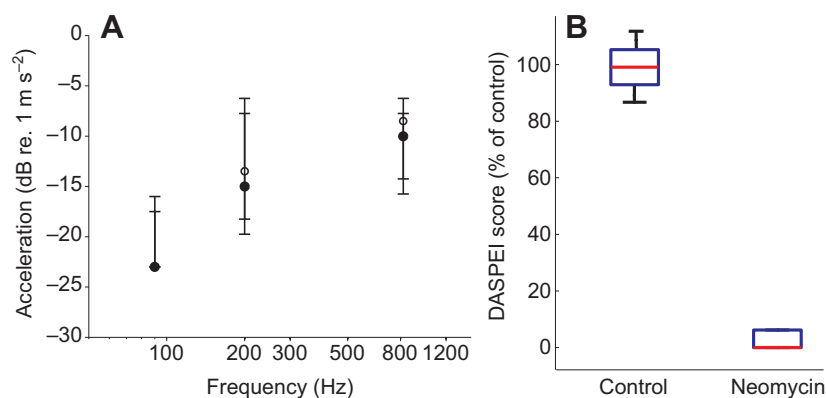 A
Acceleration (dB re. 1 m s⁻²)
0
–5
–10
–15
–20
–25
–30
100
200
300
500
800
1200
Frequency (Hz)
B
DASPEI score (% of control)
100
80
60
40
20
0
Control
Neomycin